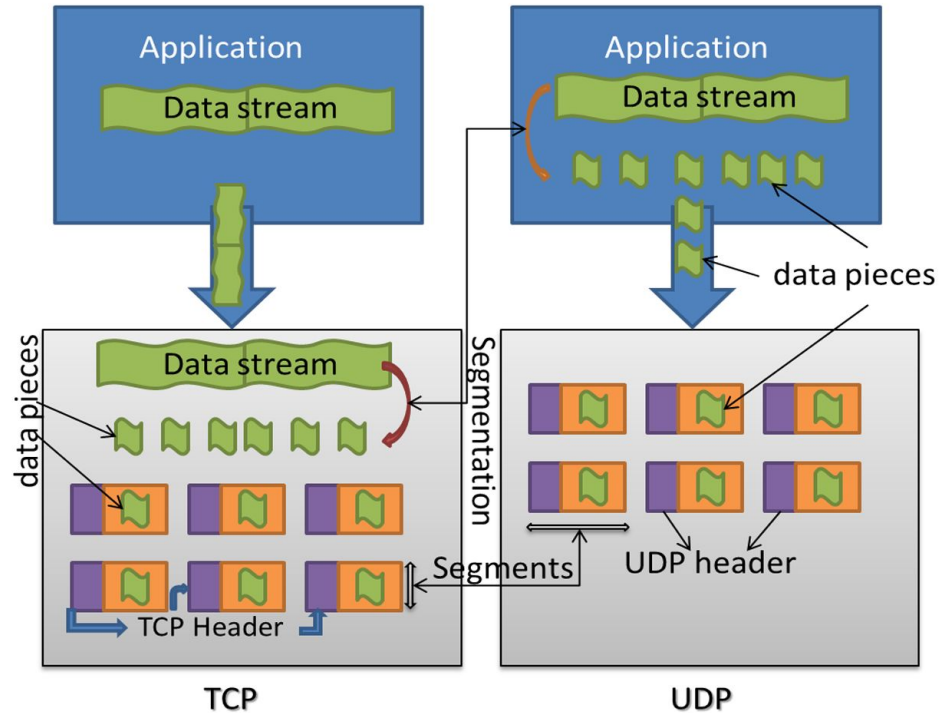 Application
Data stream
Application
Data stream
data pieces
Data stream
data pieces
Segmentation
Segments
TCP Header
UDP header
TCP
UDP